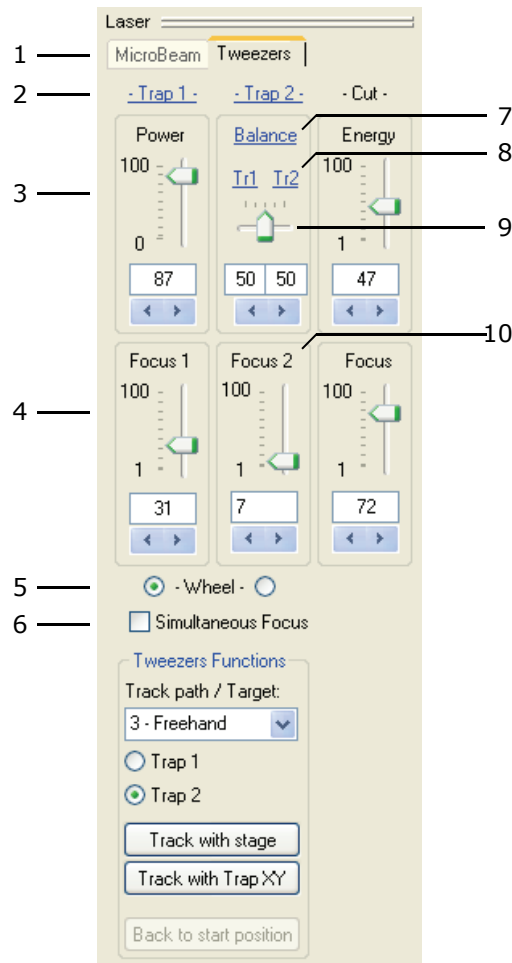 Laser
1 MicroBeam Tweezers
2 - Trap 1 - - Trap 2 - - Cut -
7
Power Balance Energy
8
3 100 Tr1 Tr2 100
9
0 1
87 50 50 47
10
Focus 1 Focus 2 Focus
4 100 100 100
1 1 1
31 7 72
5 - Wheel -
6 Simultaneous Focus
Tweezers Functions
Track path / Target:
3 - Freehand
Trap 1
Trap 2
Track with stage
Track with Trap XY
Back to start position